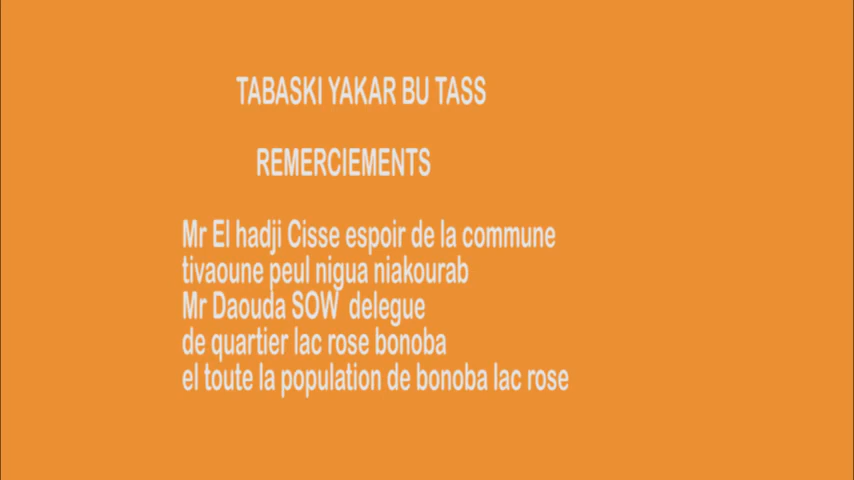 TABASKI YAKAR BU TASS
REMERCIEMENTS
Mr El hadji Cisse espoir de la commune
tivaoune peul nigua niakourab
Mr Daouda SOW delegue
de quartier lac rose bonoba
el toute la population de bonoba lac rose